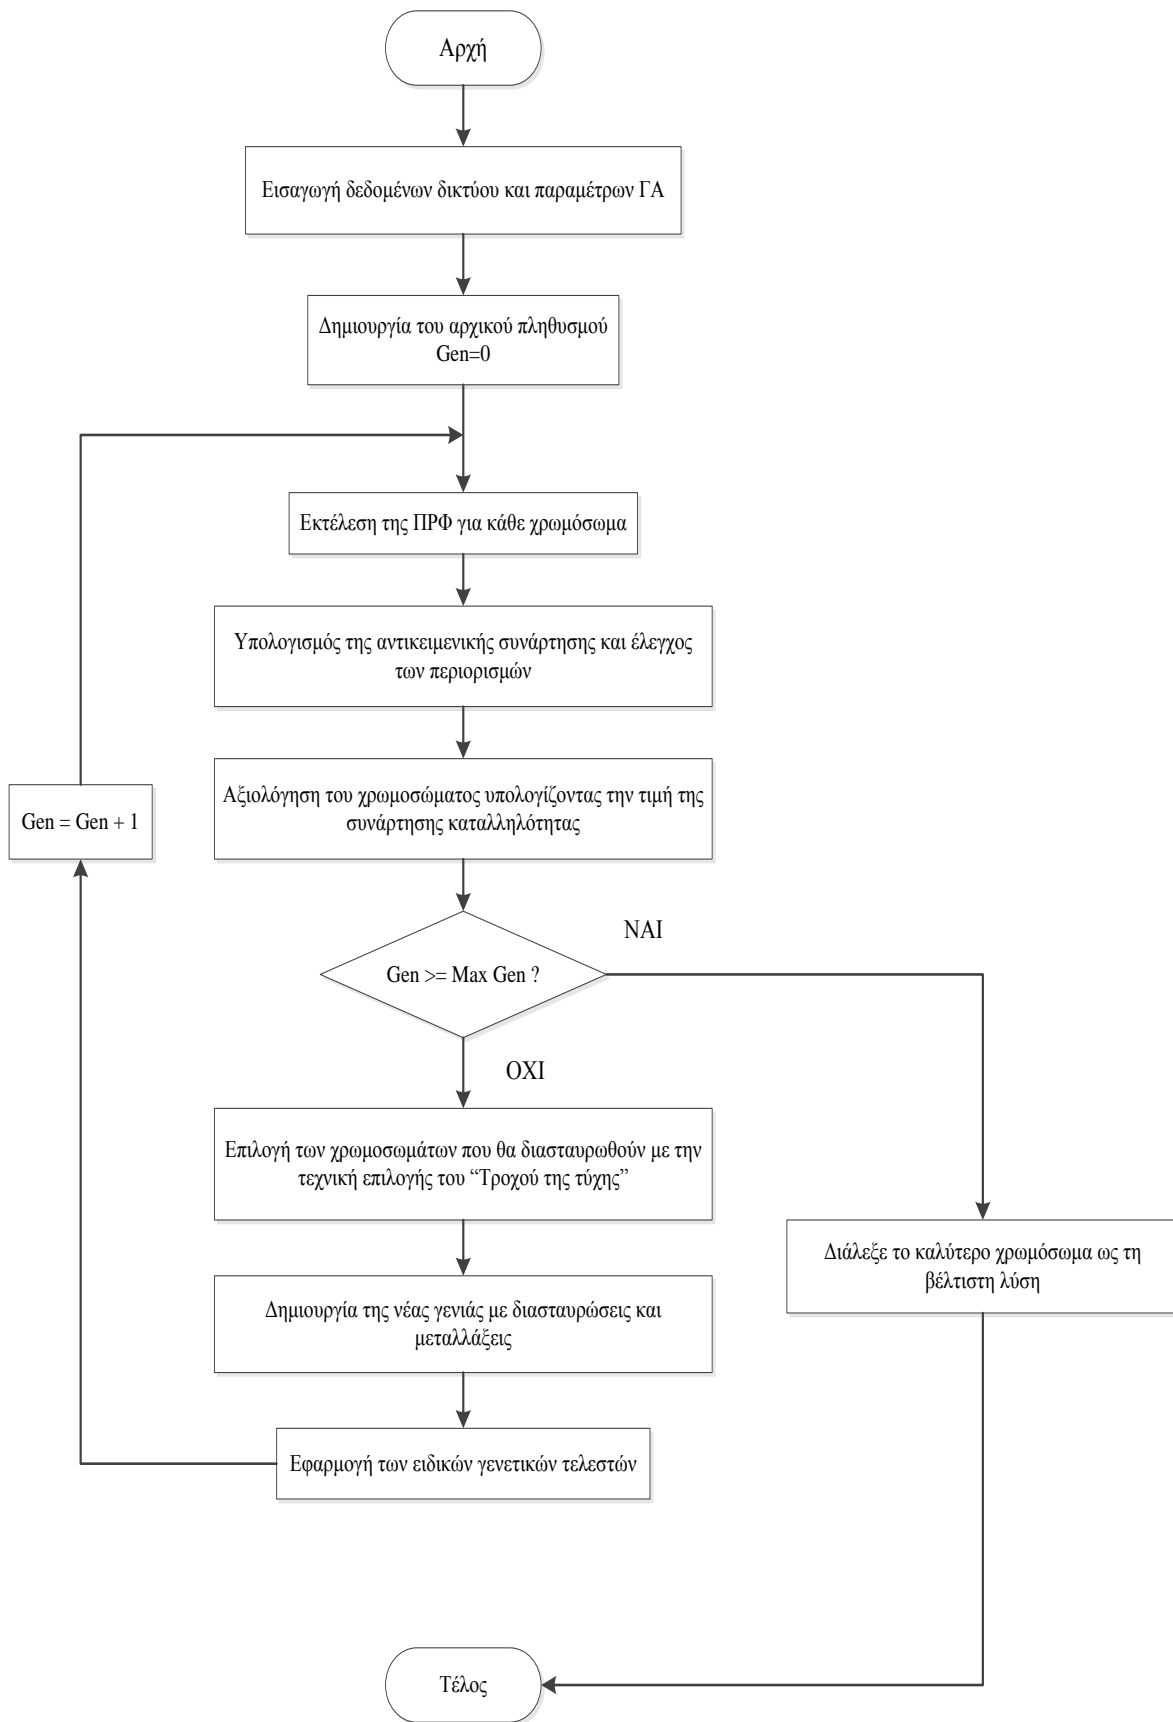 Αρχή
Εισαγωγή δεδομένων δικτύου και παραμέτρων ΓΑ
Δημιουργία του αρχικού πληθυσμού
Gen=0
Εκτέλεση της ΠΡΦ για κάθε χρωμόσωμα
Υπολογισμός της αντικειμενικής συνάρτησης και έλεγχος
των περιορισμών
Αξιολόγηση του χρωμοσώματος υπολογίζοντας την τιμή της
συνάρτησης καταλληλότητας
Gen = Gen + 1
ΝΑΙ
Gen >= Max Gen ?
ΟΧΙ
Επιλογή των χρωμοσωμάτων που θα διασταυρωθούν με την
τεχνική επιλογής του “Τροχού της τύχης”
Διάλεξε το καλύτερο χρωμόσωμα ως τη
βέλτιστη λύση
Δημιουργία της νέας γενιάς με διασταυρώσεις και
μεταλλάξεις
Εφαρμογή των ειδικών γενετικών τελεστών
Τέλος